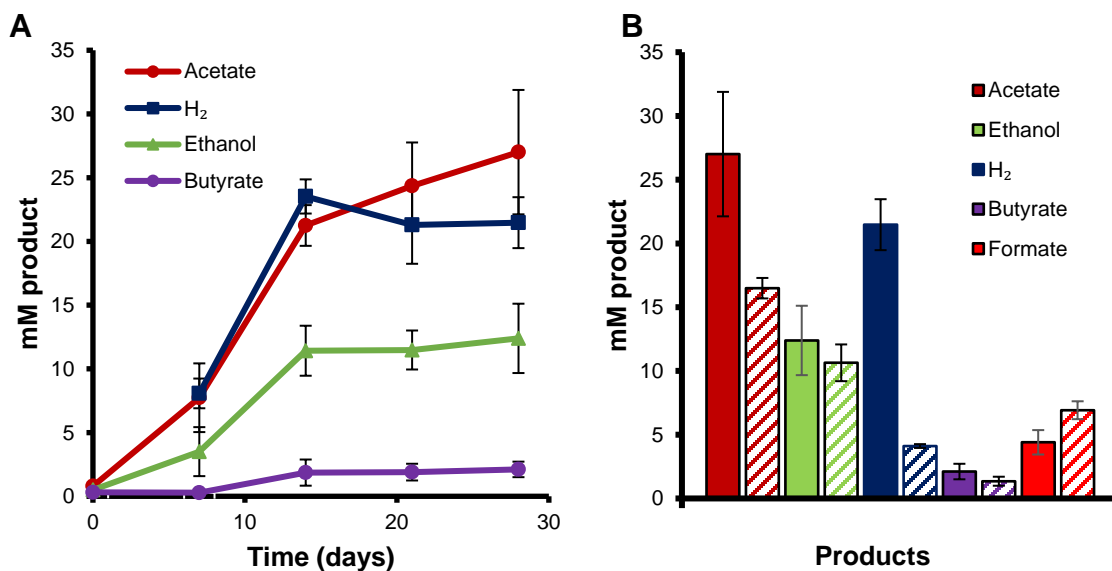 A
35
30
25
20
15
10
5
0
mM product
Acetate
H₂
Ethanol
Butyrate
0
10
20
30
Time (days)
B
35
30
25
20
15
10
5
0
mM product
Acetate
Ethanol
H₂
Butyrate
Formate
Products